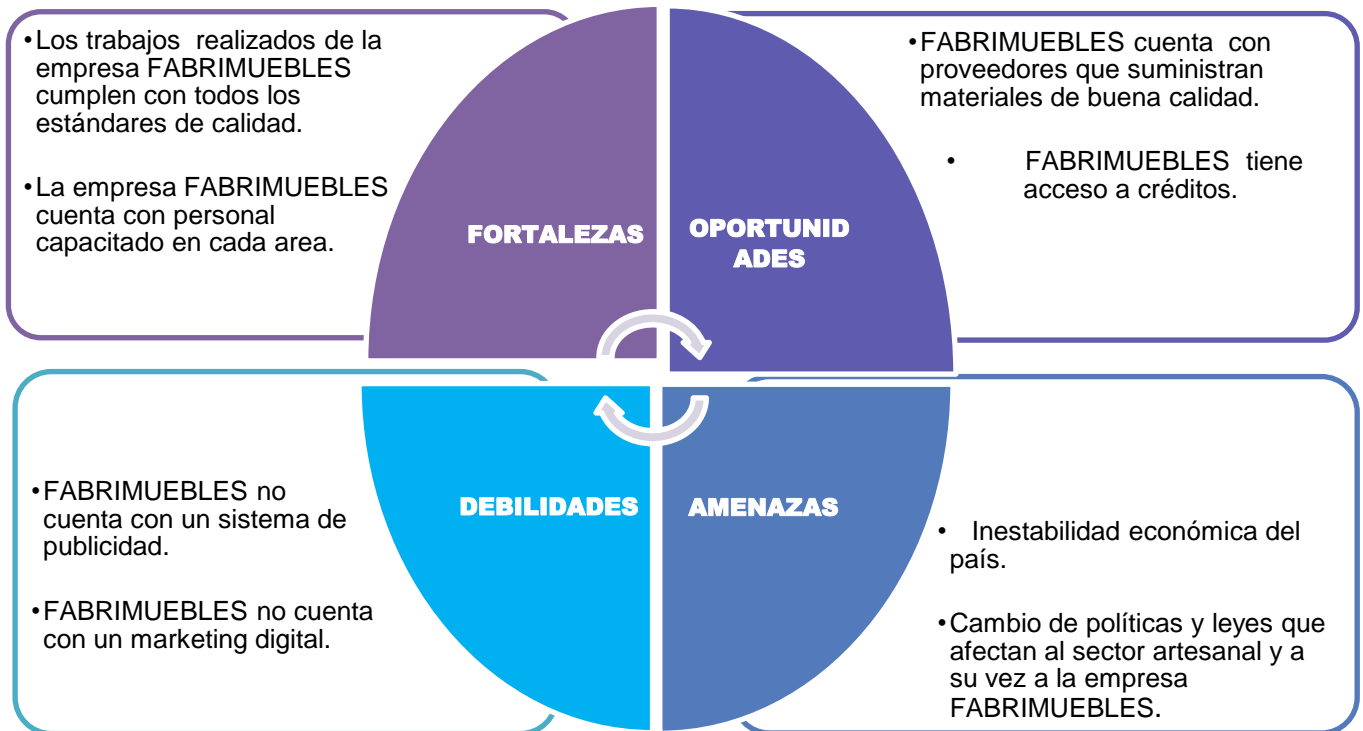 •Los trabajos realizados de la
empresa FABRIMUEBLES
cumplen con todos los
estándares de calidad.
•La empresa FABRIMUEBLES
cuenta con personal
capacitado en cada area.
FORTALEZAS
OPORTUNID
ADES
•FABRIMUEBLES cuenta con
proveedores que suministran
materiales de buena calidad.
• FABRIMUEBLES tiene
acceso a créditos.
•FABRIMUEBLES no
cuenta con un sistema de
publicidad.
•FABRIMUEBLES no cuenta
con un marketing digital.
DEBILIDADES
AMENAZAS
• Inestabilidad económica del
país.
•Cambio de políticas y leyes que
afectan al sector artesanal y a
su vez a la empresa
FABRIMUEBLES.